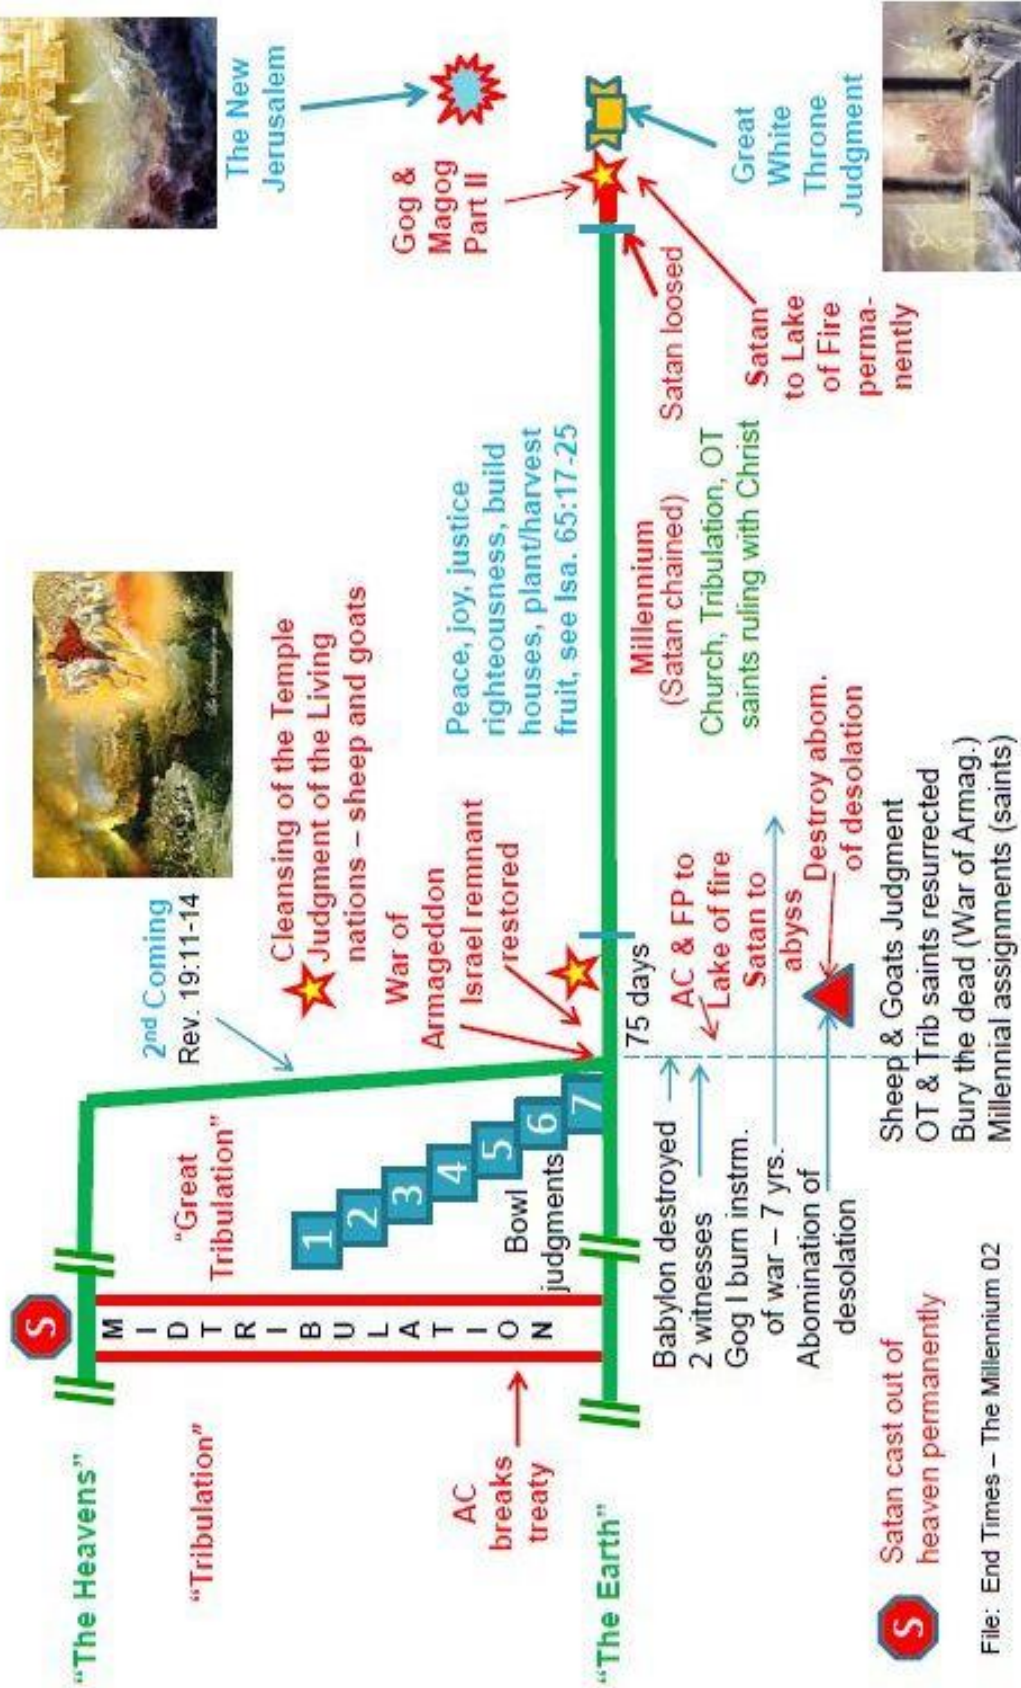 The New
Jerusalem
2nd Coming
Rev. 19:11-14
Cleansing of the Temple
Judgment of the Living
nations – sheep and goats
Gog &
Magog
Part II
"The Heavens"
S
"Tribulation"
"Great
Tribulation"
MIDTRIBULATION
1
2
3
4
5
6
7
Bowl
judgments
AC
breaks
treaty
War of
Armageddon
Israel remnant
restored
Peace, joy, justice
righteousness, build
houses, plant/harvest
fruit, see Isa. 65:17-25
"The Earth"
75 days
Millennium
(Satan chained)
Church, Tribulation, OT
saints ruling with Christ
Satan loosed
Satan
to Lake
of Fire
perma-
nently
Great
White
Throne
Judgment
Babylon destroyed
2 witnesses
Gog I burn instrm.
of war – 7 yrs.
Abomination of
desolation
AC & FP to
Lake of fire
Satan to
abyss
Destroy abom.
of desolation
Sheep & Goats Judgment
OT & Trib saints resurrected
Bury the dead (War of Armag.)
Millennial assignments (saints)
S
Satan cast out of
heaven permanently
File: End Times – The Millennium 02